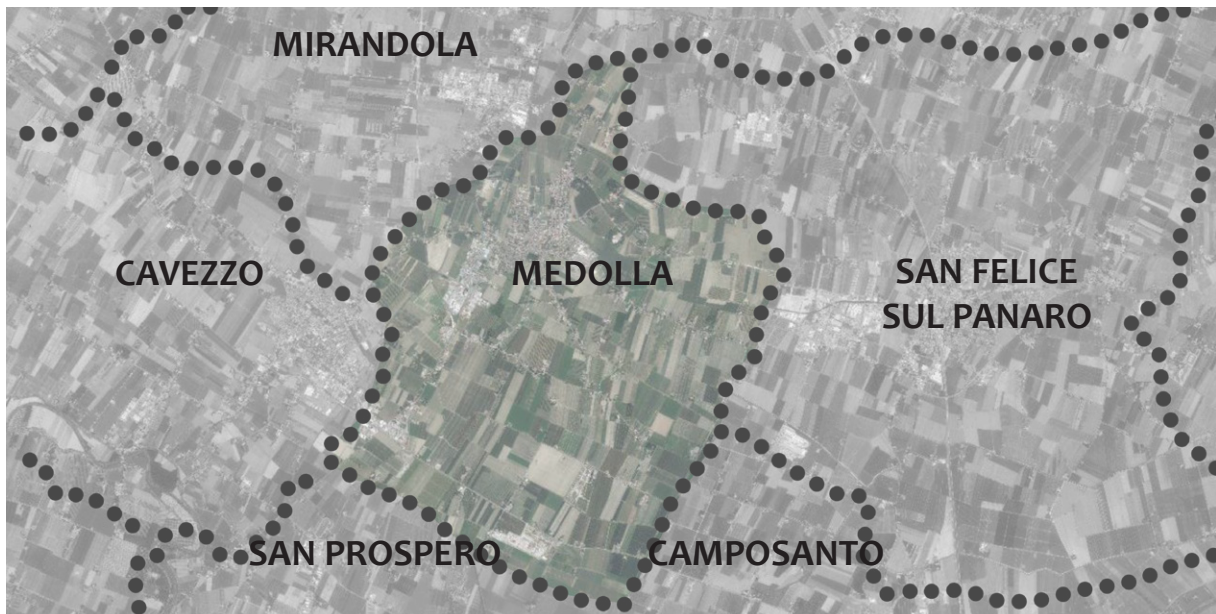 MIRANDOLA
CAVEZZO
MEDOLLA
SAN FELICE
SUL PANARO
SAN PROSPERO
CAMPOSANTO